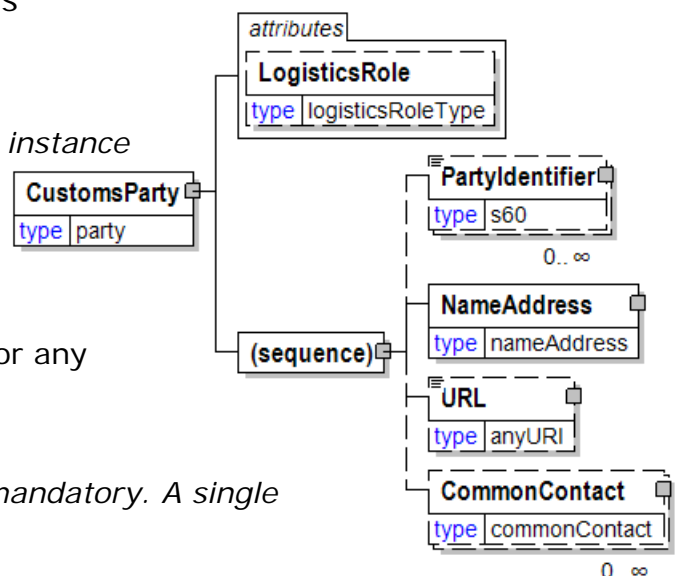 s
attributes
LogisticsRole
type logisticsRoleType
instance
CustomsParty
type party
PartyIdentifier
type s60
0.. ∞
NameAddress
type nameAddress
or any
(sequence)
URL
type anyURI
mandatory. A single
CommonContact
type commonContact
0.. ∞